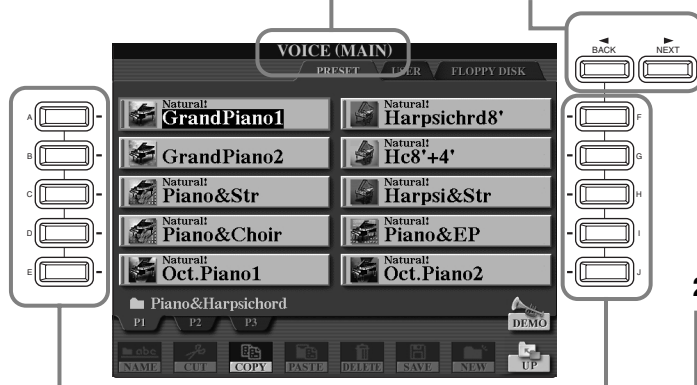 VOICE (MAIN)
BACK NEXT
PRESET USER FLOPPY DISK
A Natural! GrandPiano1 Natural! Harpsichrd8' F
B GrandPiano2 Natural! Hc8'+4' G
C Natural! Piano&Str Natural! Harpsi&Str H
D Natural! Piano&Choir Natural! Piano&EP I
E Natural! Oct.Piano1 Natural! Oct.Piano2 J
Piano&Harpsichord
P1 P2 P3 DEMO
abc
NAME CUT COPY PASTE DELETE SAVE NEW UP